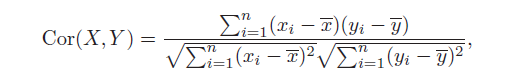 Cor(X, Y) = \frac{\sum_{i=1}^{n}(x_i - \overline{x})(y_i - \overline{y})}{\sqrt{\sum_{i=1}^{n}(x_i - \overline{x})^2}\sqrt{\sum_{i=1}^{n}(y_i - \overline{y})^2}},